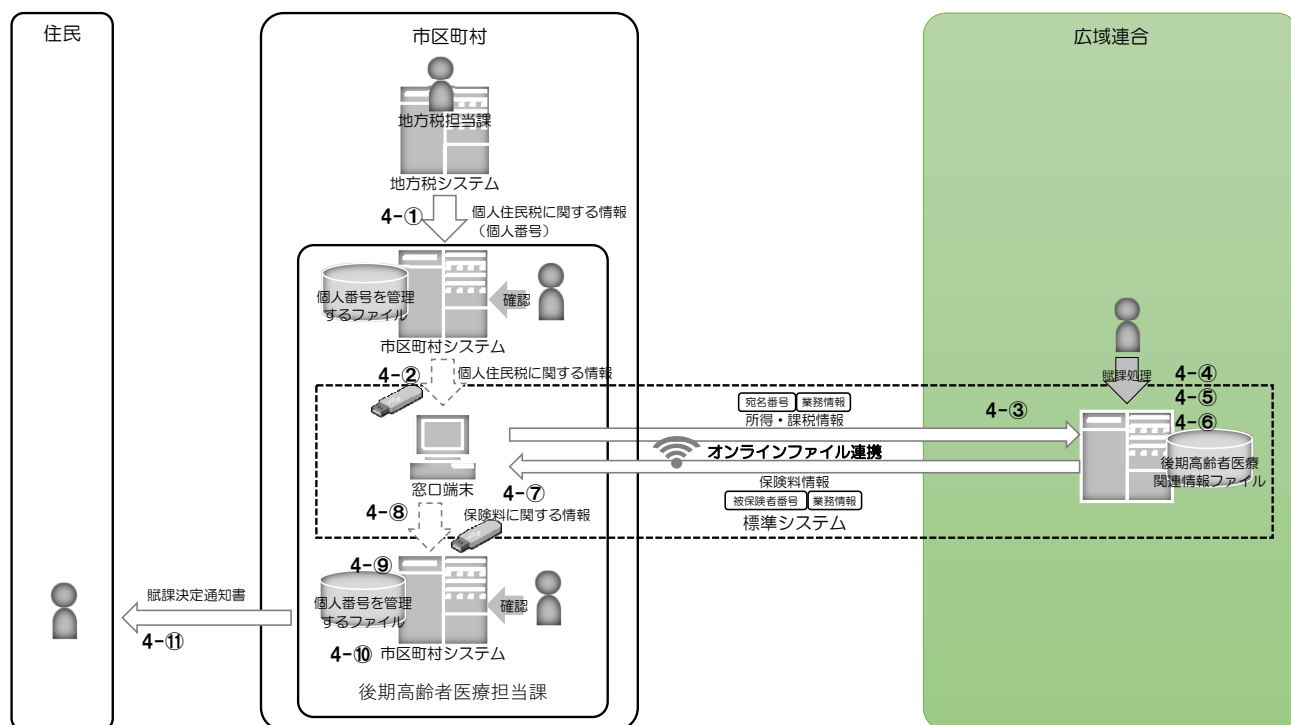 住民
市区町村
広域連合
地方税担当課
地方税システム
4-①
個人住民税に関する情報
（個人番号）
個人番号を管理
するファイル
確認
市区町村システム
4-②
個人住民税に関する情報
賦課処理
4-④
4-⑤
4-⑥
宛名番号
業務情報
所得・課税情報
4-③
オンラインファイル連携
後期高齢者医療
関連情報ファイル
窓口端末
4-⑦
保険料情報
被保険者番号
業務情報
標準システム
4-⑧
保険料に関する情報
4-⑨
個人番号を管理
するファイル
確認
4-⑩
市区町村システム
後期高齢者医療担当課
賦課決定通知書
4-⑪